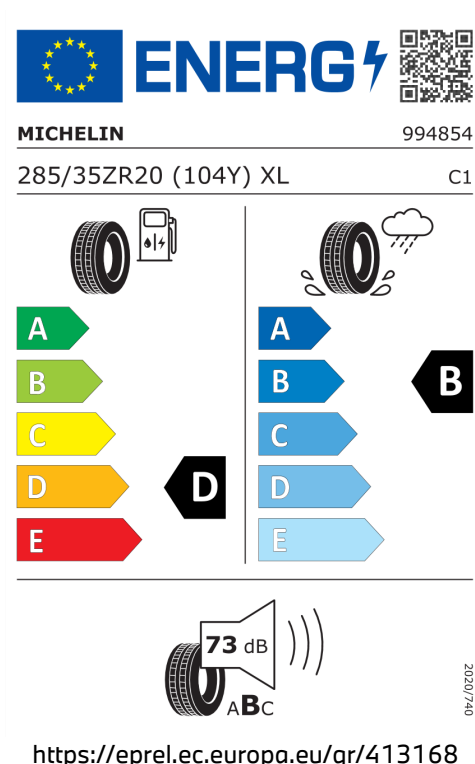 ENERG
MICHELIN 994854
285/35ZR20 (104Y) XL C1
A A
B B B
C C
D D D
E E
73 dB
ABC
2020/740
https://eprel.ec.europa.eu/qr/413168